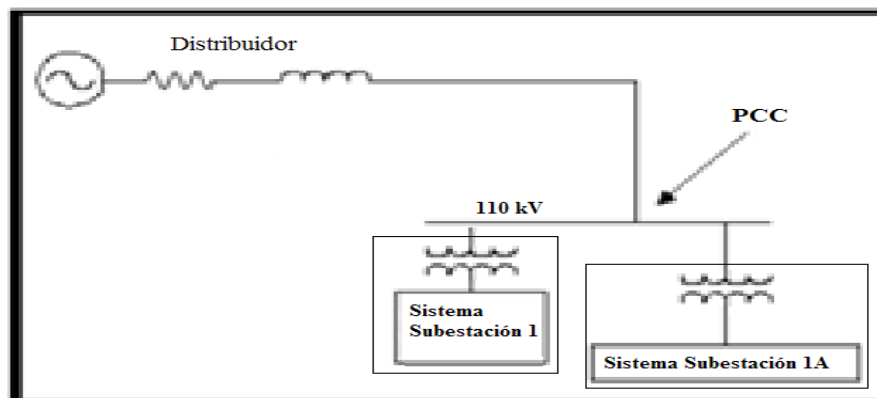 Distribuidor
PCC
110 kV
Sistema
Subestación 1
Sistema Subestación 1A